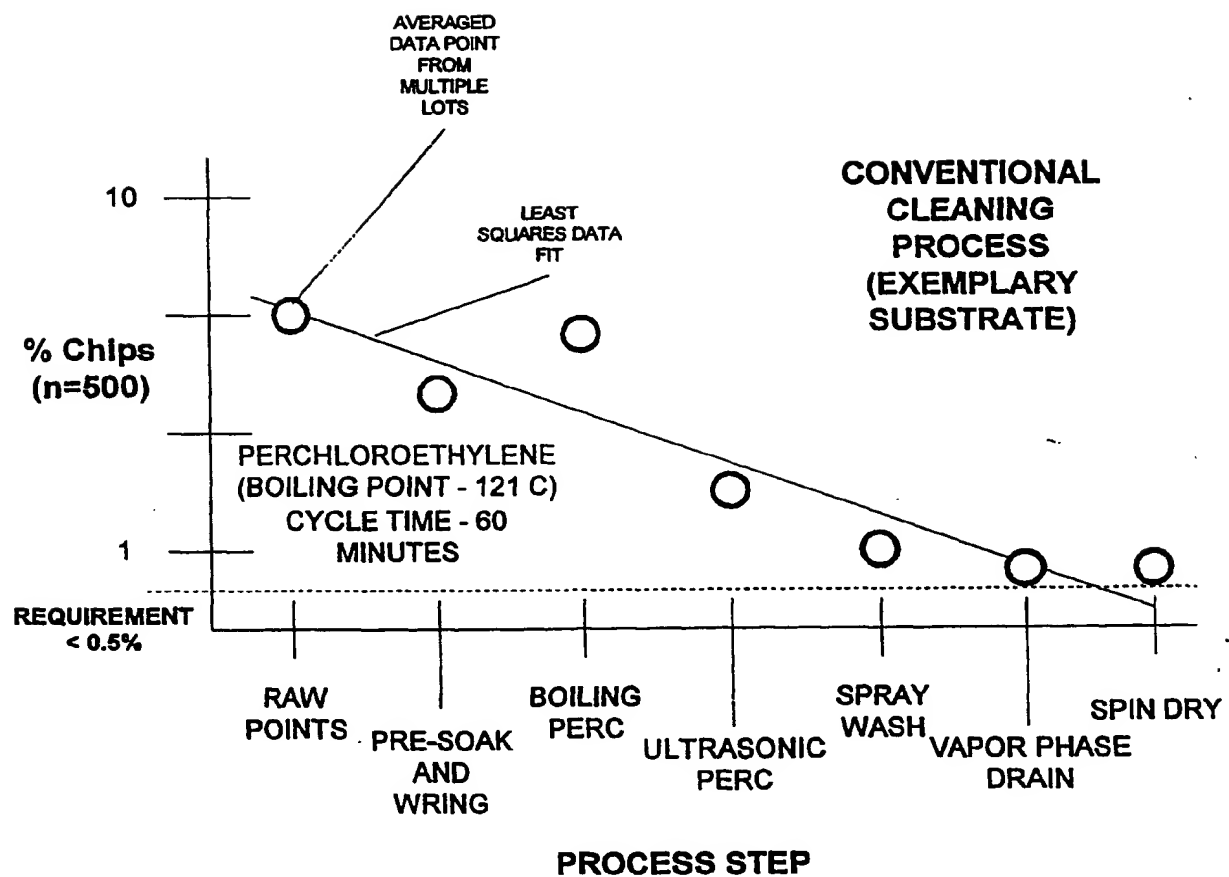 AVERAGED
DATA POINT
FROM
MULTIPLE
LOTS
CONVENTIONAL
CLEANING
PROCESS
(EXEMPLARY
SUBSTRATE)
10
LEAST
SQUARES DATA
FIT
% Chips
(n=500)
PERCHLOROETHYLENE
(BOILING POINT - 121 C)
CYCLE TIME - 60
MINUTES
1
REQUIREMENT
< 0.5%
RAW
POINTS
PRE-SOAK
AND
WRING
BOILING
PERC
ULTRASONIC
PERC
SPRAY
WASH
VAPOR PHASE
DRAIN
SPIN DRY
PROCESS STEP